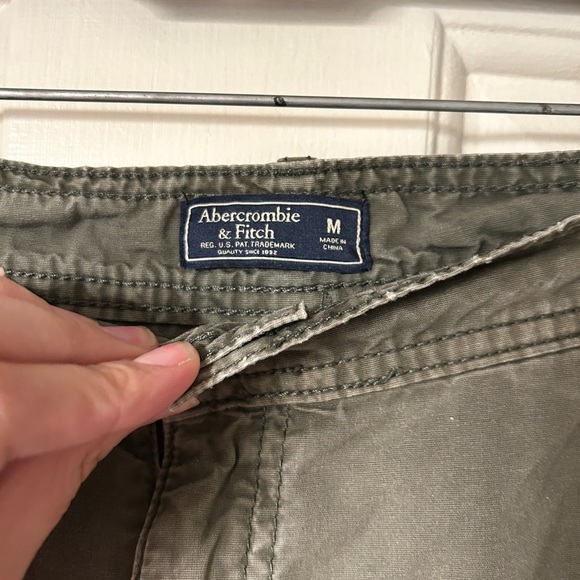 Abercrombie
& Fitch
REG. U.S. PAT. TRADEMARK
QUALITY SINCE 1892
M
MADE IN
CHINA